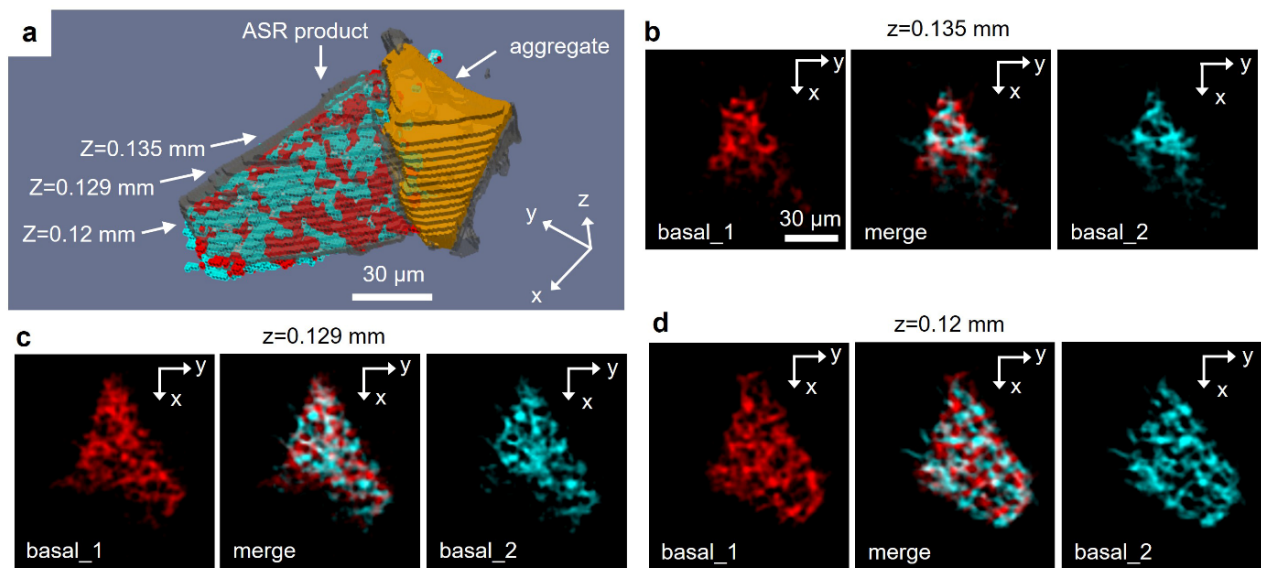 a
ASR product
aggregate
Z=0.135 mm
Z=0.129 mm
Z=0.12 mm
y
z
x
30 µm
b
z=0.135 mm
y
x
basal_1
30 µm
y
x
merge
y
x
basal_2
c
z=0.129 mm
y
x
basal_1
y
x
merge
y
x
basal_2
d
z=0.12 mm
y
x
basal_1
y
x
merge
y
x
basal_2